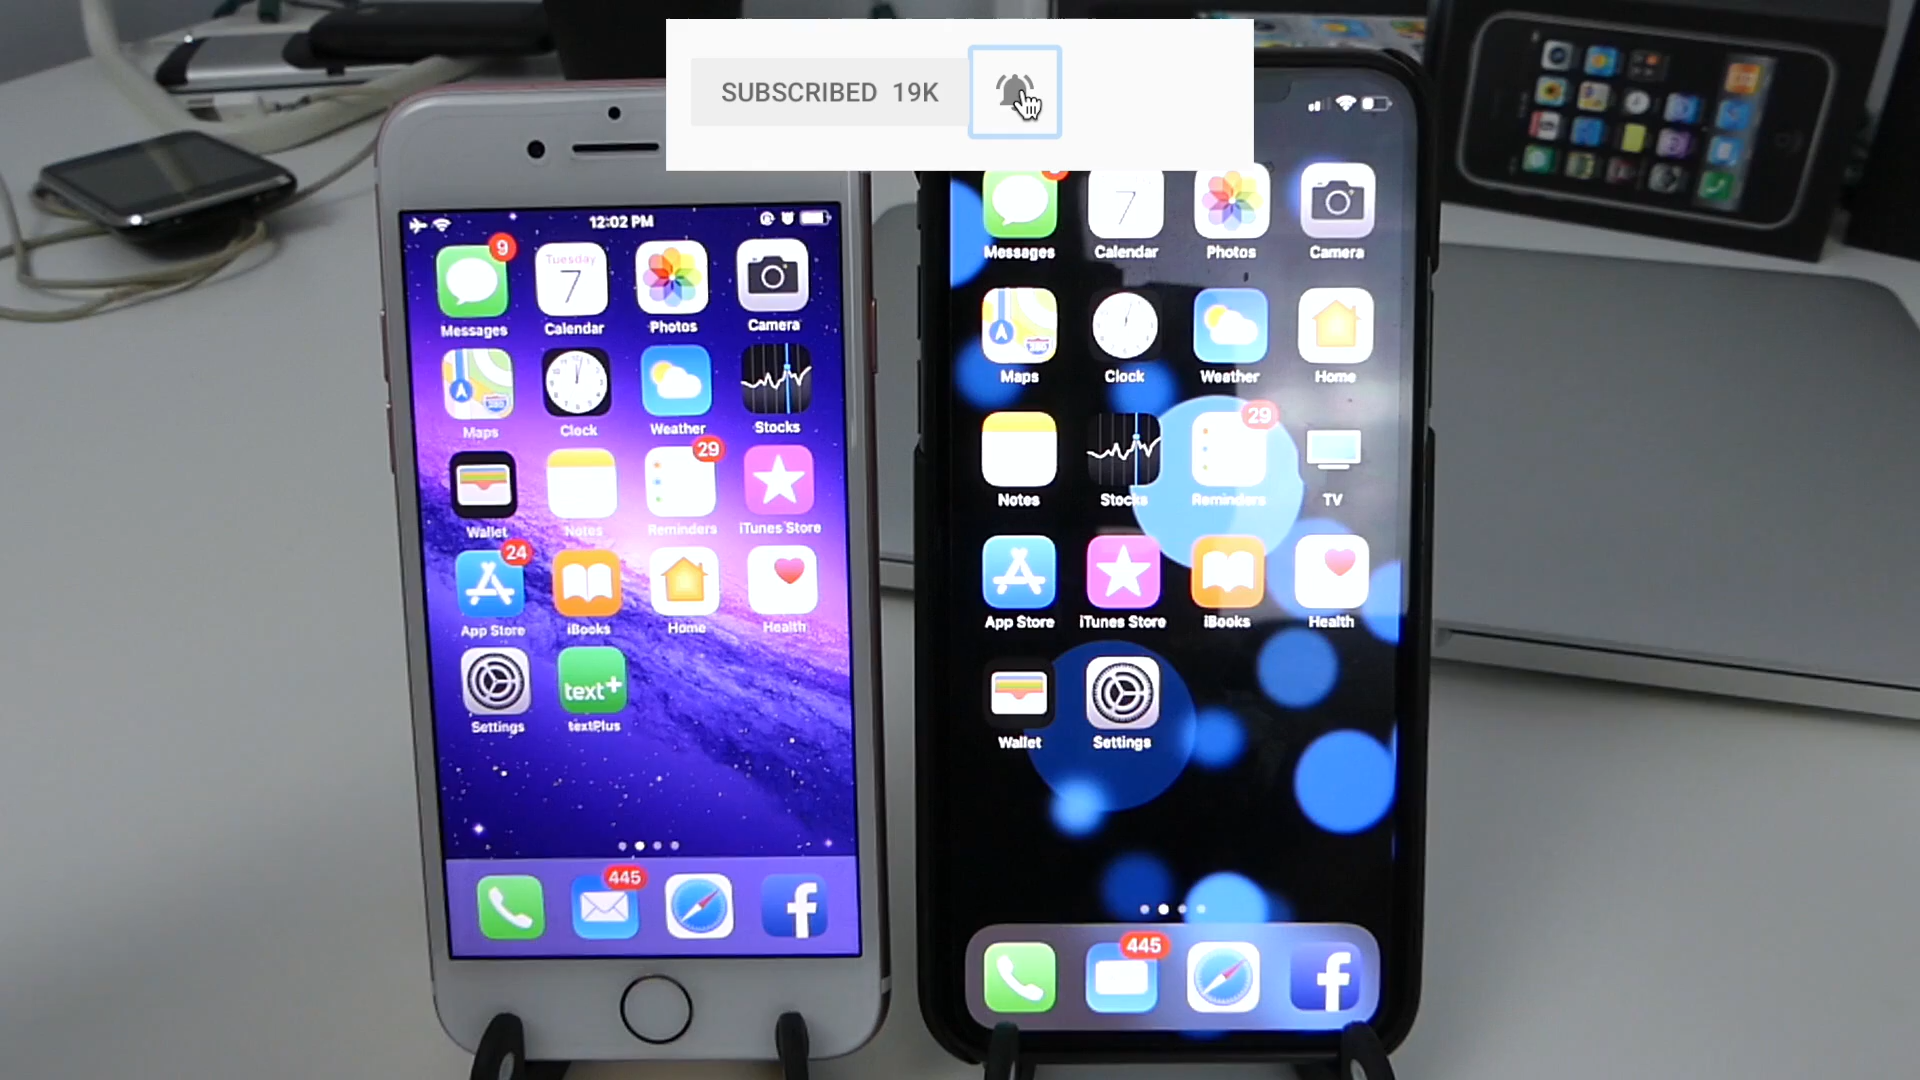 SUBSCRIBED 19K
12:02 PM
9
Tuesday
7
Messages Calendar Photos Camera
Maps Clock Weather Stocks
29
Wallet Notes Reminders iTunes Store
24
App Store iBooks Home Health
text+
Settings textPlus
445
f
7
Messages Calendar Photos Camera
Maps Clock Weather Home
29
Notes Stocks Reminders TV
App Store iTunes Store iBooks Health
Wallet Settings
445
f